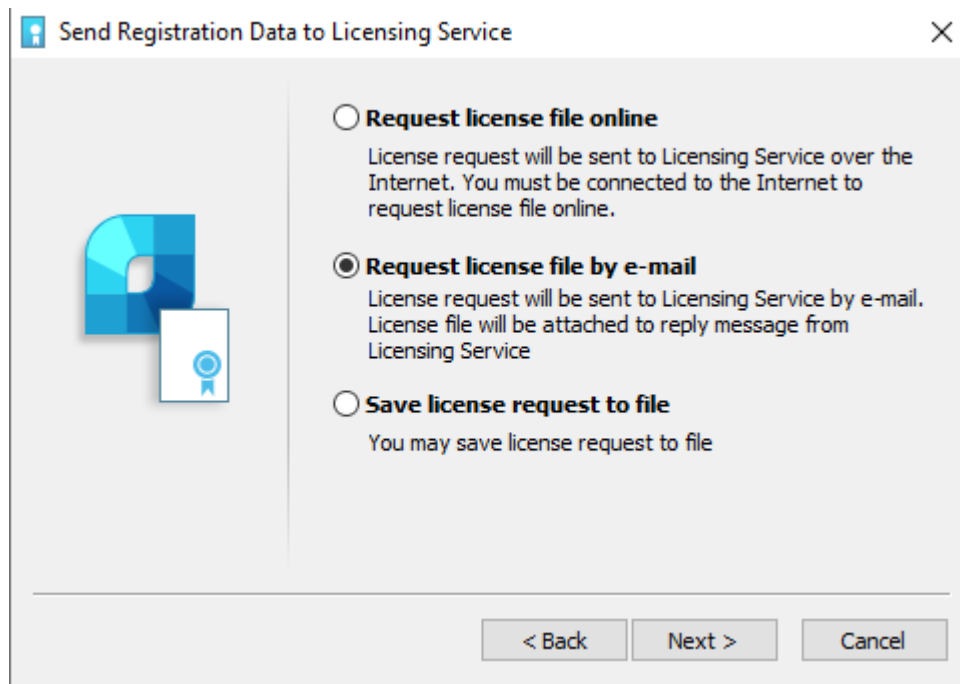 Send Registration Data to Licensing Service
Request license file online
License request will be sent to Licensing Service over the
Internet. You must be connected to the Internet to
request license file online.
Request license file by e-mail
License request will be sent to Licensing Service by e-mail.
License file will be attached to reply message from
Licensing Service
Save license request to file
You may save license request to file
< Back
Next >
Cancel